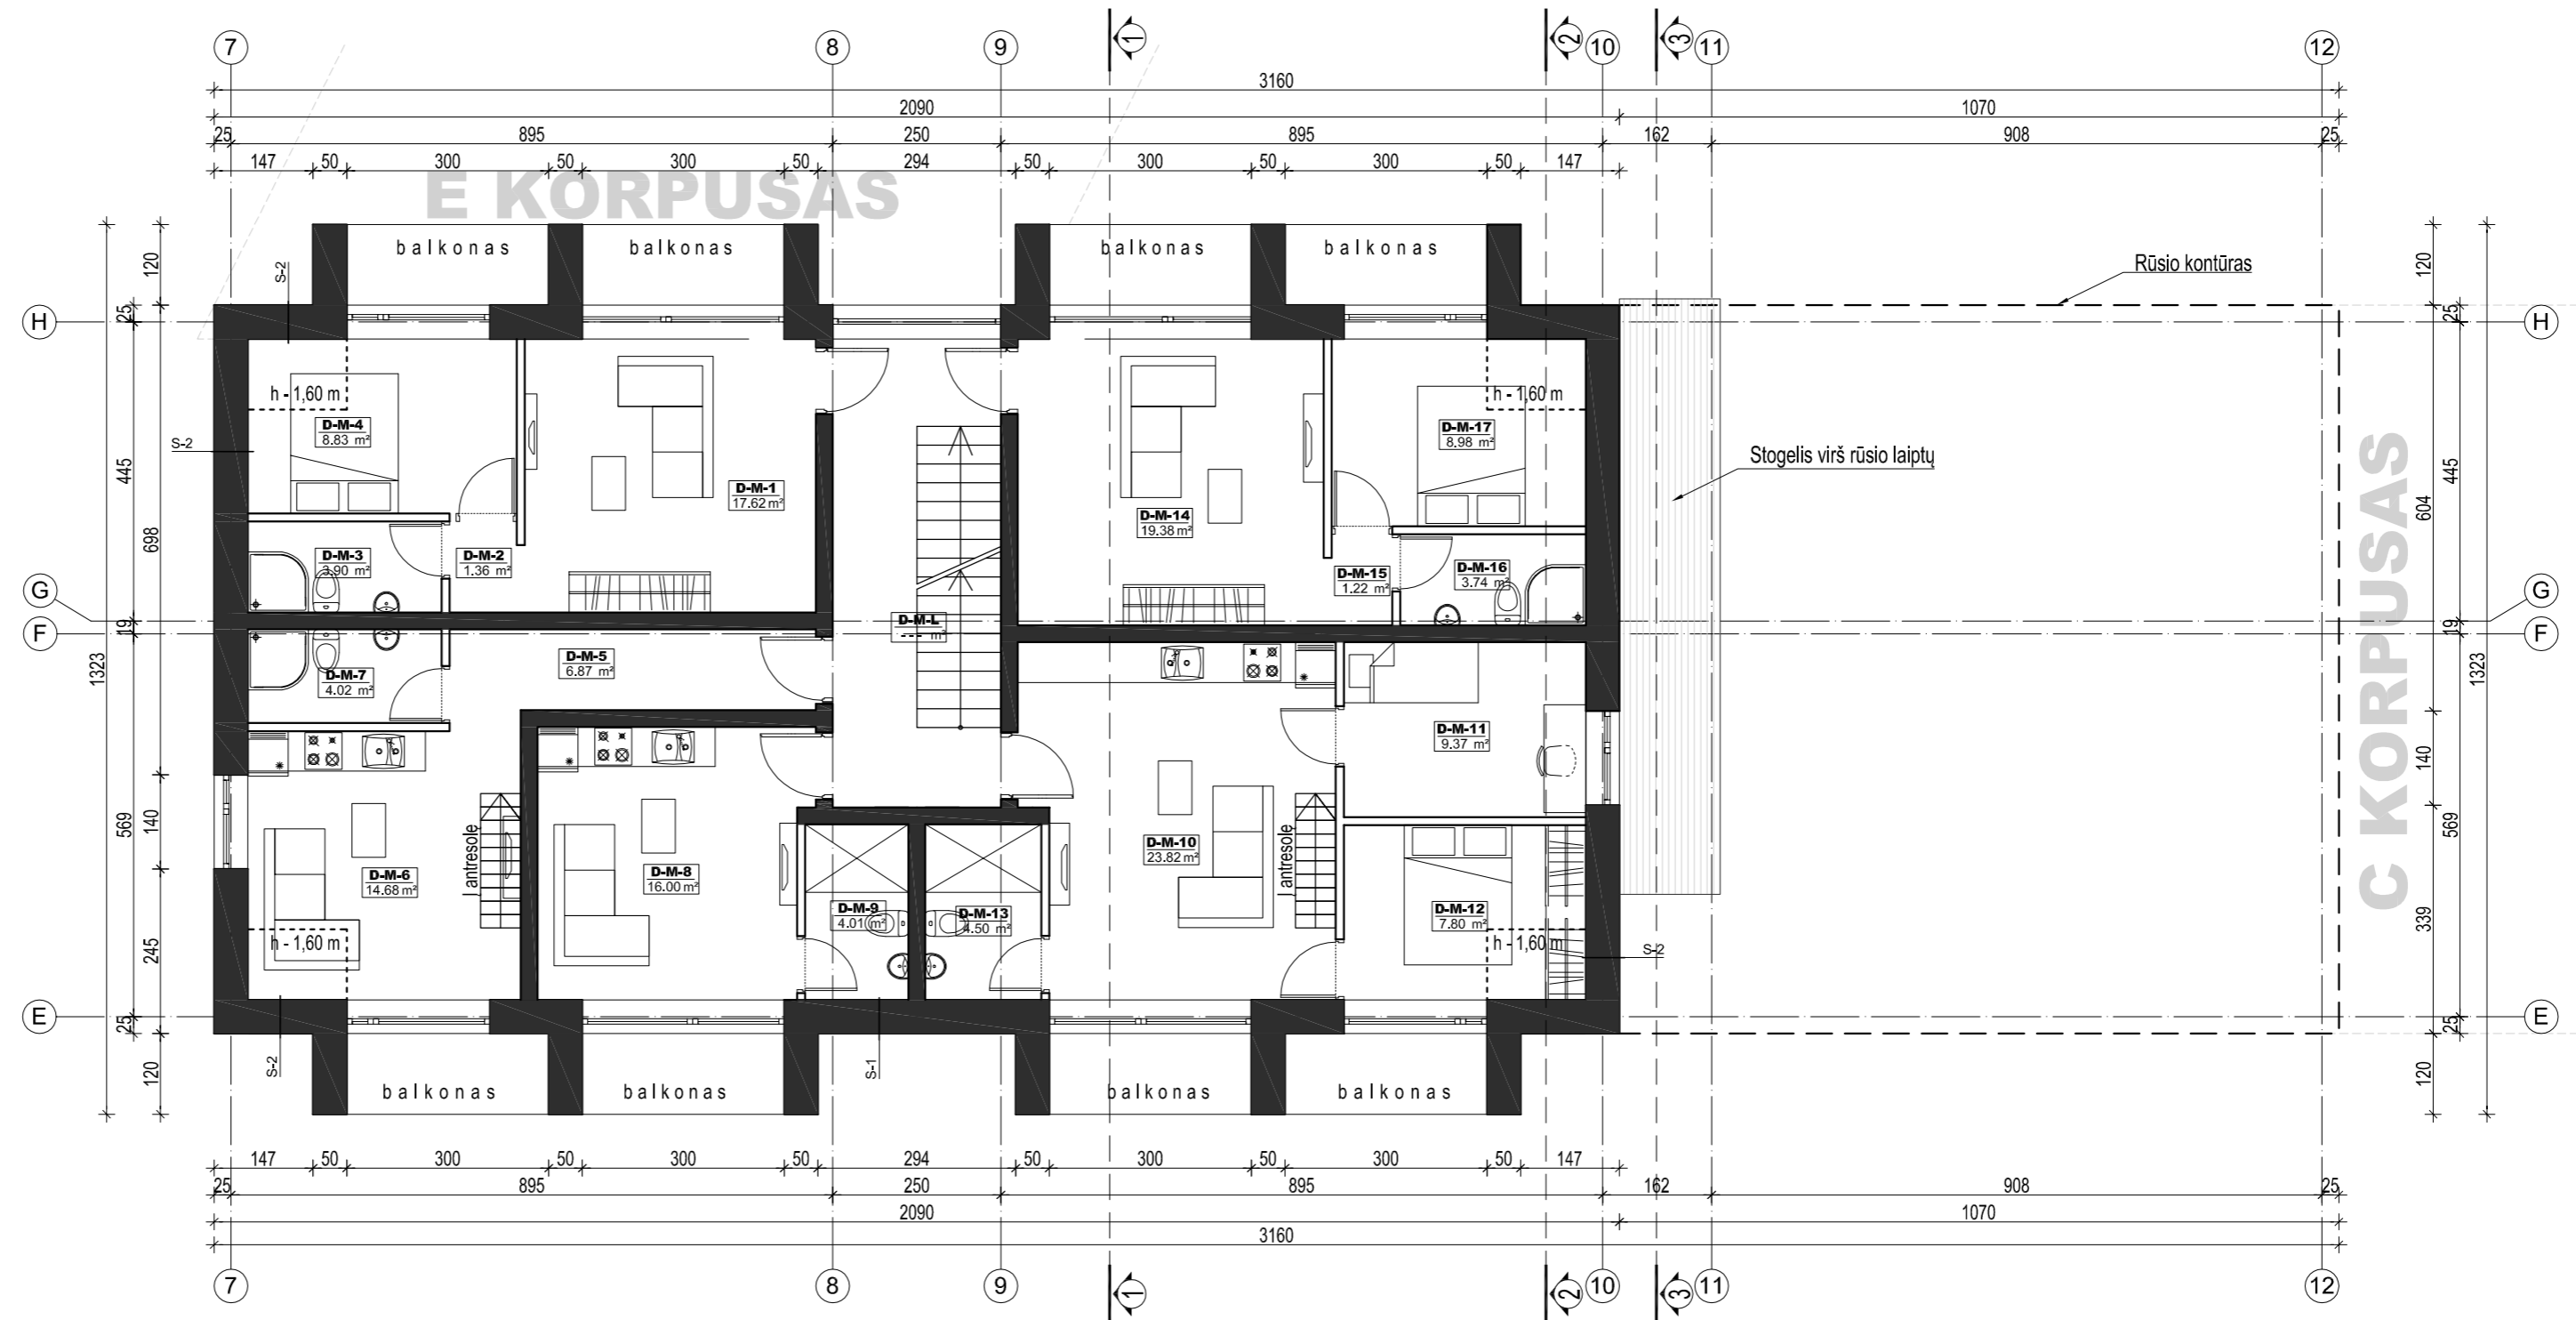 7 8 9 1 2 10 3 11 12
3160
2090 1070
25 895 250 895 162 908 25
147 50 300 50 300 50 294 50 300 50 300 50 147
E KORPUSAS
balkonas balkonas balkonas balkonas
Rūsio kontūras
S-2
120 120
H 25 25 H
h - 1,60 m h - 1,60 m
D-M-4
8.83 m²
D-M-17
8.98 m²
S-2
Stogelis virš rūsio laiptų
445 445
D-M-1
17.62 m²
D-M-14
19.38 m²
604
698
D-M-3
3.90 m²
D-M-2
1.36 m²
D-M-15
1.22 m²
D-M-16
3.74 m²
G G
D-M-L
--- m²
F 19 19 F
D-M-5
6.87 m²
D-M-7
4.02 m²
1323 1323
C KORPUSAS
D-M-11
9.37 m²
140 140
569 569
Į antresolę Į antresolę
D-M-10
23.82 m²
D-M-6
14.68 m²
D-M-8
16.00 m²
D-M-9
4.01 m²
D-M-13
4.50 m²
D-M-12
7.80 m²
339
245
h - 1,60 m h - 1,60 m
S-2
E 25 25 E
S-2 S-1
120 120
balkonas balkonas balkonas balkonas
147 50 300 50 300 50 294 50 300 50 300 50 147
25 895 250 895 162 908 25
2090 1070
3160
7 8 9 1 2 10 3 11 12